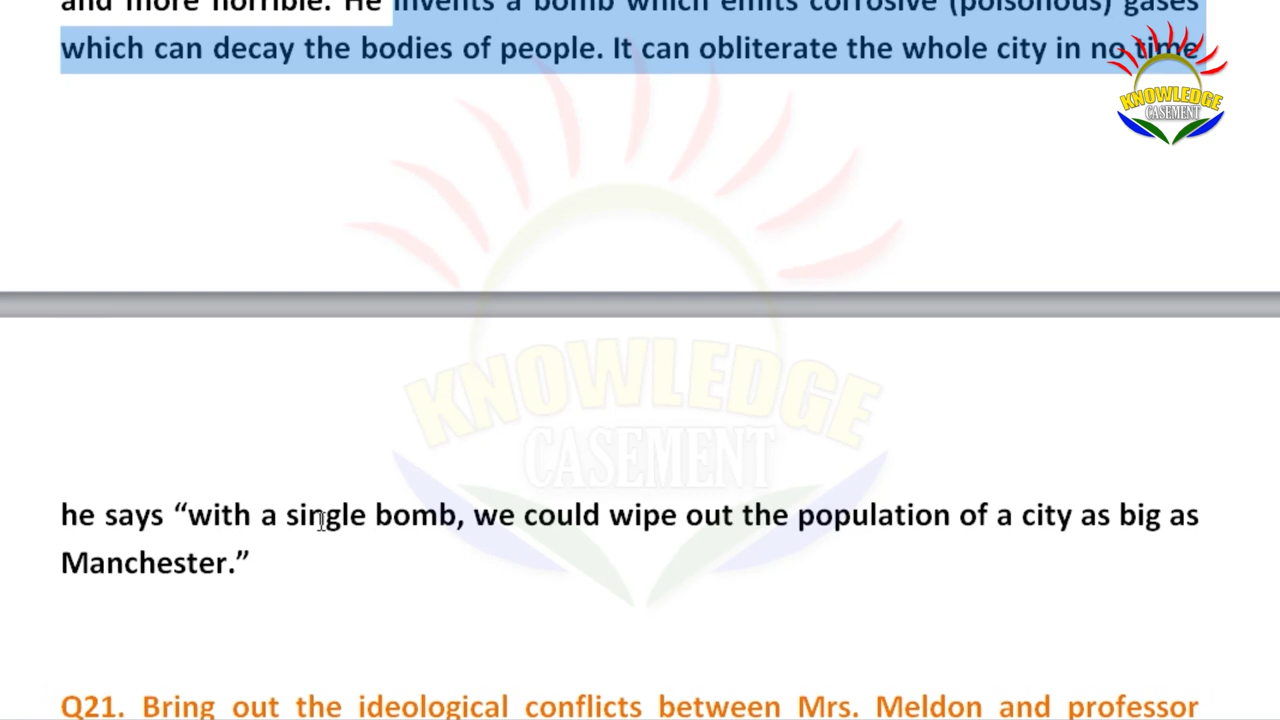 and more horrible. He invents a bomb which emits corrosive (poisonous) gases
which can decay the bodies of people. It can obliterate the whole city in no time
KNOWLEDGE
CASEMENT
KNOWLEDGE
CASEMENT
he says “with a single bomb, we could wipe out the population of a city as big as
Manchester.”
Q21. Bring out the ideological conflicts between Mrs. Meldon and professor